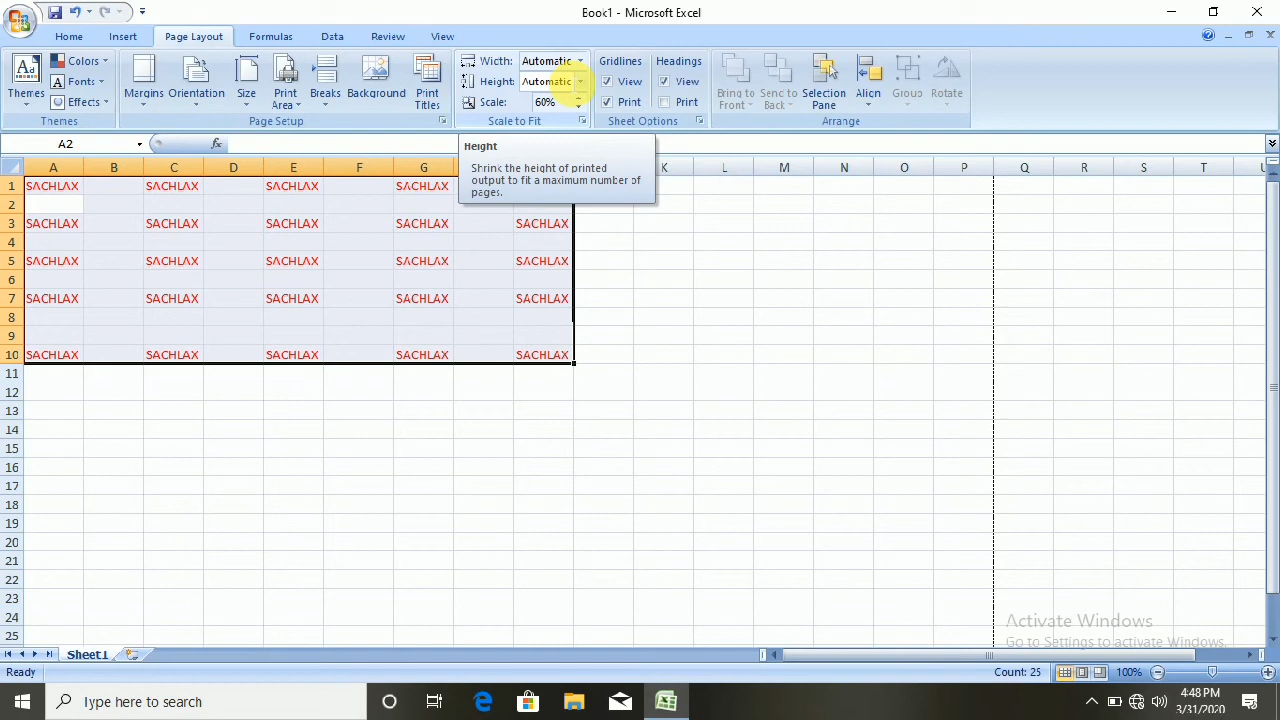 Book1 - Microsoft Excel
Home Insert Page Layout Formulas Data Review View
Themes Colors Fonts Effects Themes
Margins Orientation Size Print Area Breaks Background Print Titles Page Setup
Width: Automatic
Height: Automatic
Scale: 60%
Scale to Fit
Gridlines View Print
Headings View Print
Sheet Options
Bring to Front Send to Back Selection Pane Align Group Rotate
Arrange
A2 fx
Height
Shrink the height of printed
output to fit a maximum number of
pages.
A B C D E F G K L M N O P Q R S T U
1 SACHLAX SACHLAX SACHLAX SACHLAX
2
3 SACHLAX SACHLAX SACHLAX SACHLAX SACHLAX
4
5 SACHLAX SACHLAX SACHLAX SACHLAX SACHLAX
6
7 SACHLAX SACHLAX SACHLAX SACHLAX SACHLAX
8
9
10 SACHLAX SACHLAX SACHLAX SACHLAX SACHLAX
11
12
13
14
15
16
17
18
19
20
21
22
23
24
25
Activate Windows
Go to Settings to activate Windows.
Sheet1
Ready Count: 25 100%
Type here to search
4:48 PM
3/31/2020